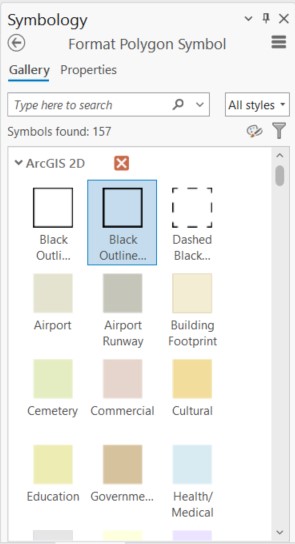 Symbology
Format Polygon Symbol
Gallery Properties
Type here to search
All styles
Symbols found: 157
ArcGIS 2D
Black Black Dashed
Outli... Outline... Black...
Airport Airport Building
Runway Footprint
Cemetery Commercial Cultural
Education Governme... Health/
Medical